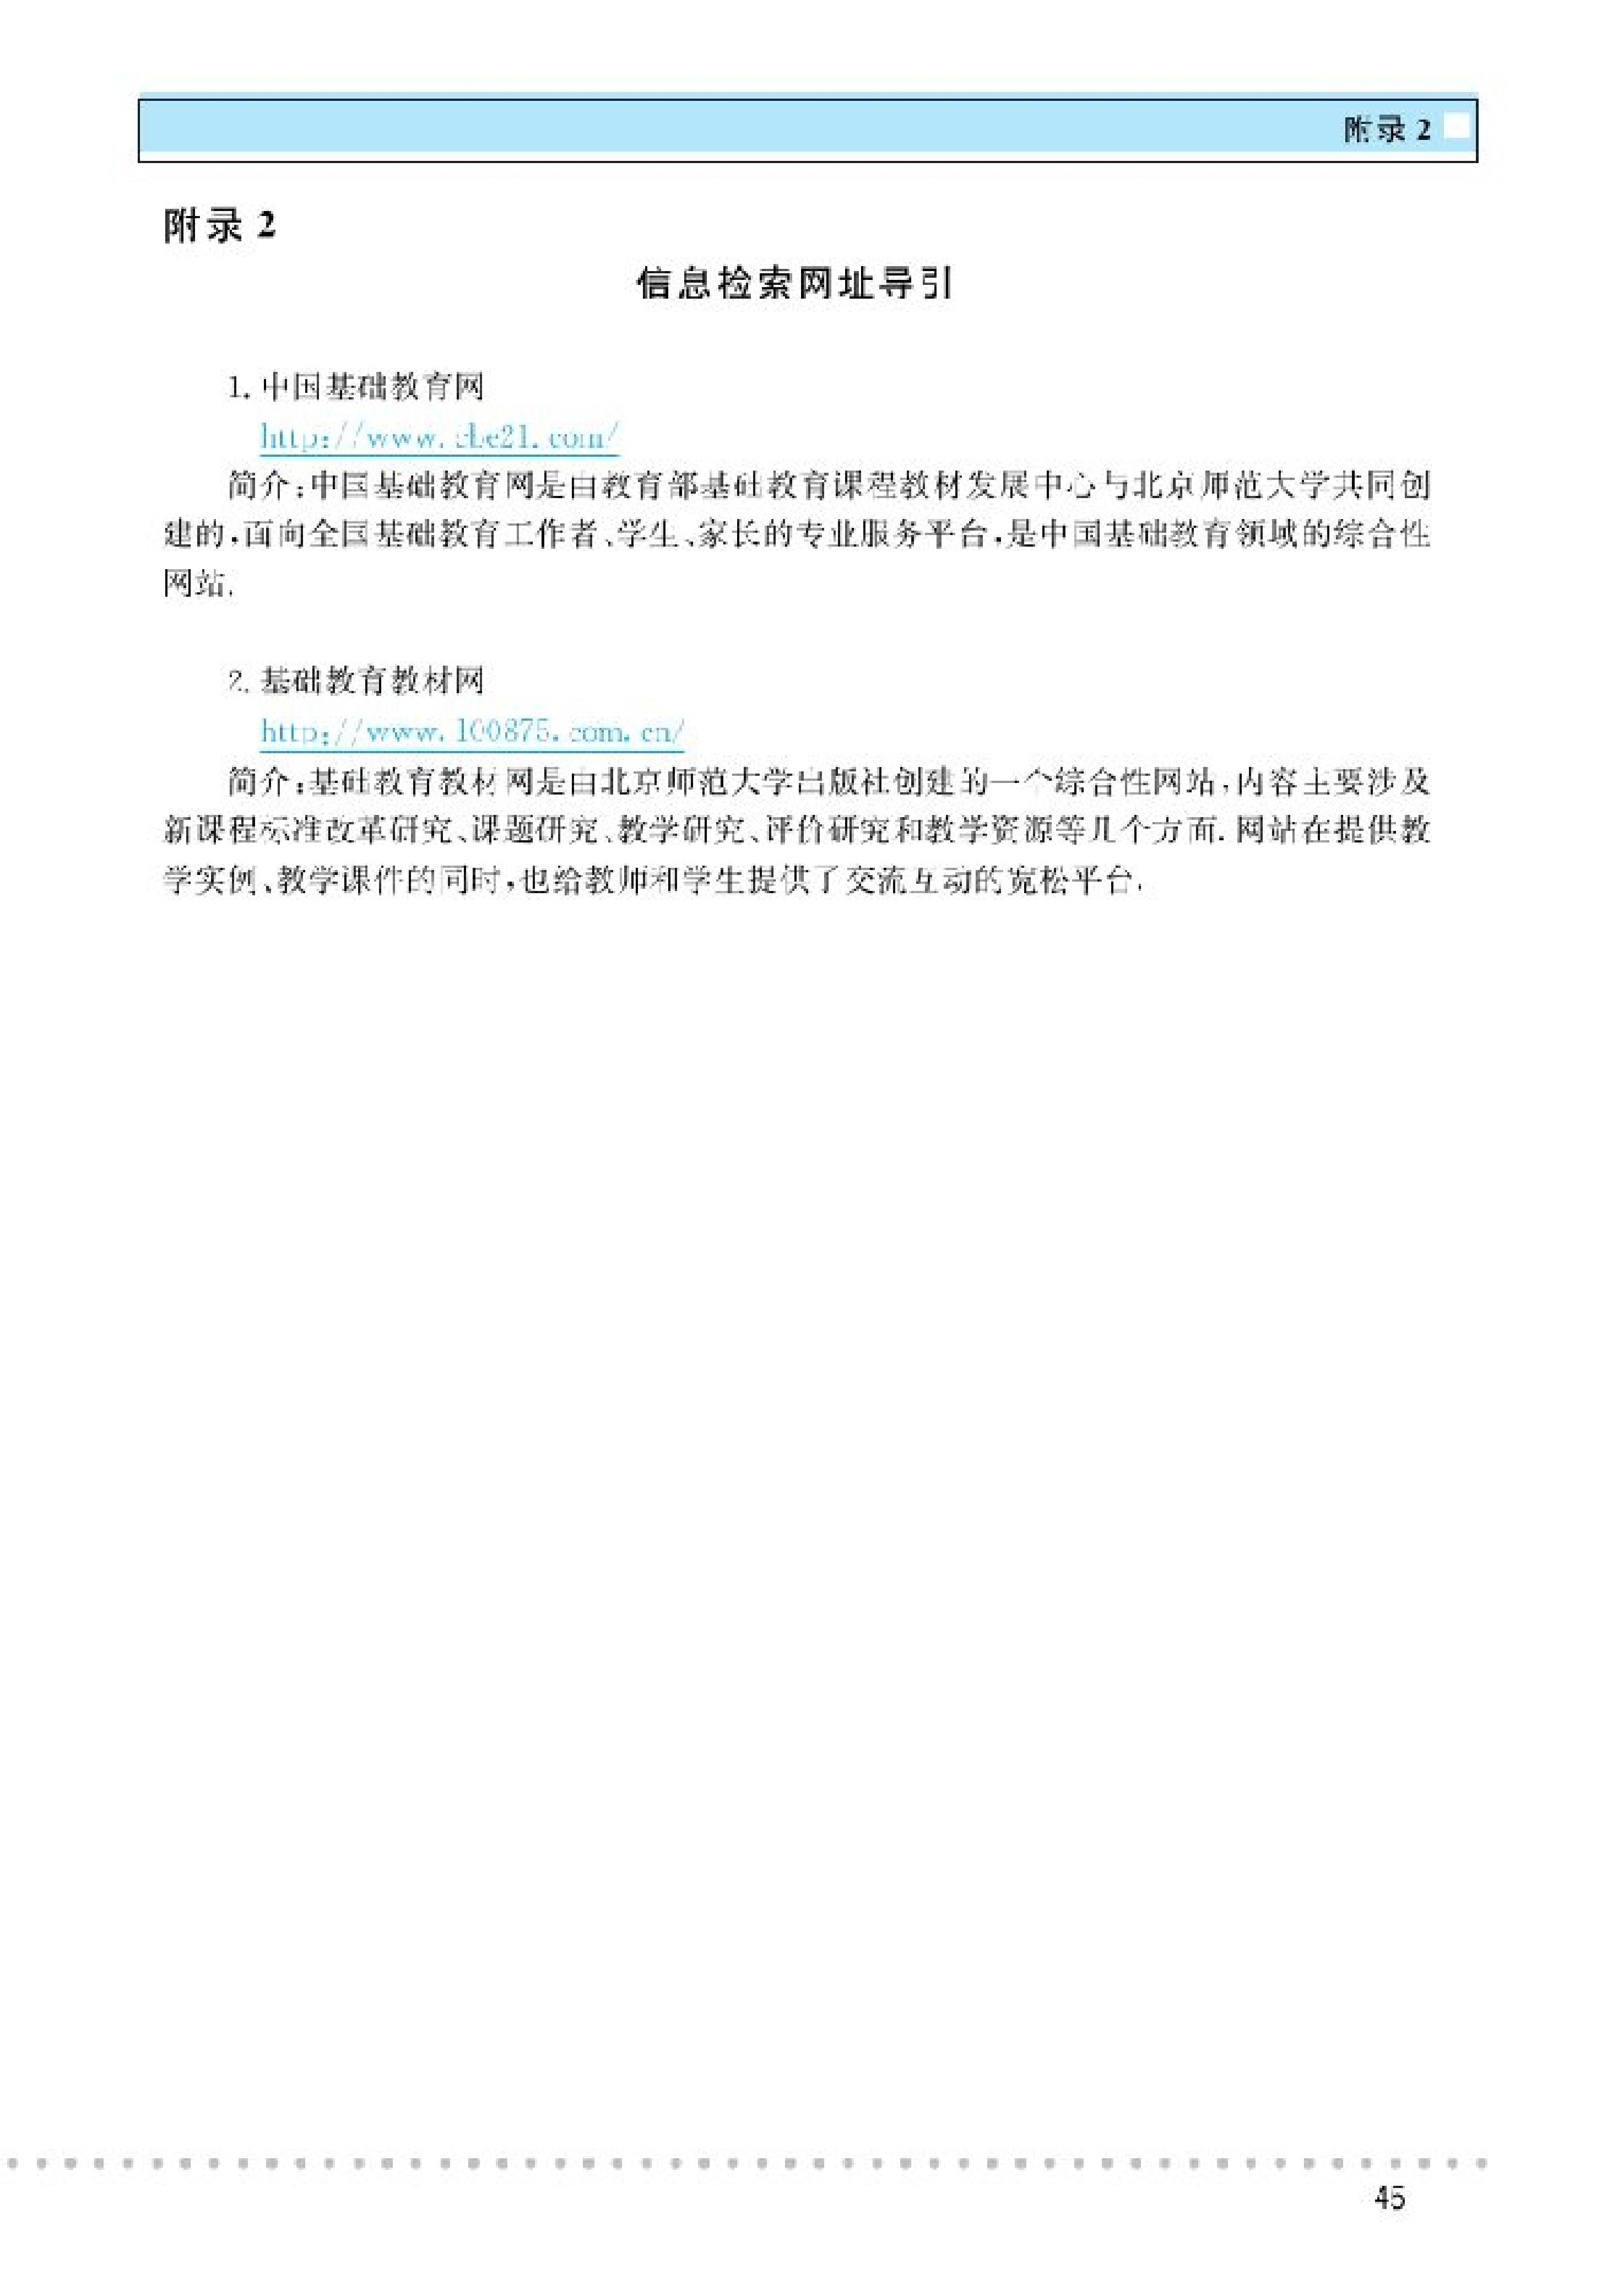 附录 2
附录 2
信息检索网址导引
1. 中国基础教育网
http://www.cbe21.com/
简介:中国基础教育网是由教育部基础教育课程教材发展中心与北京师范大学共同创
建的,面向全国基础教育工作者、学生、家长的专业服务平台,是中国基础教育领域的综合性
网站.
2. 基础教育教材网
http://www.100875.com.cn/
简介:基础教育教材网是由北京师范大学出版社创建的一个综合性网站,内容主要涉及
新课程标准改革研究、课题研究、教学研究、评价研究和教学资源等几个方面.网站在提供教
学实例、教学课件的同时,也给教师和学生提供了交流互动的宽松平台.
45